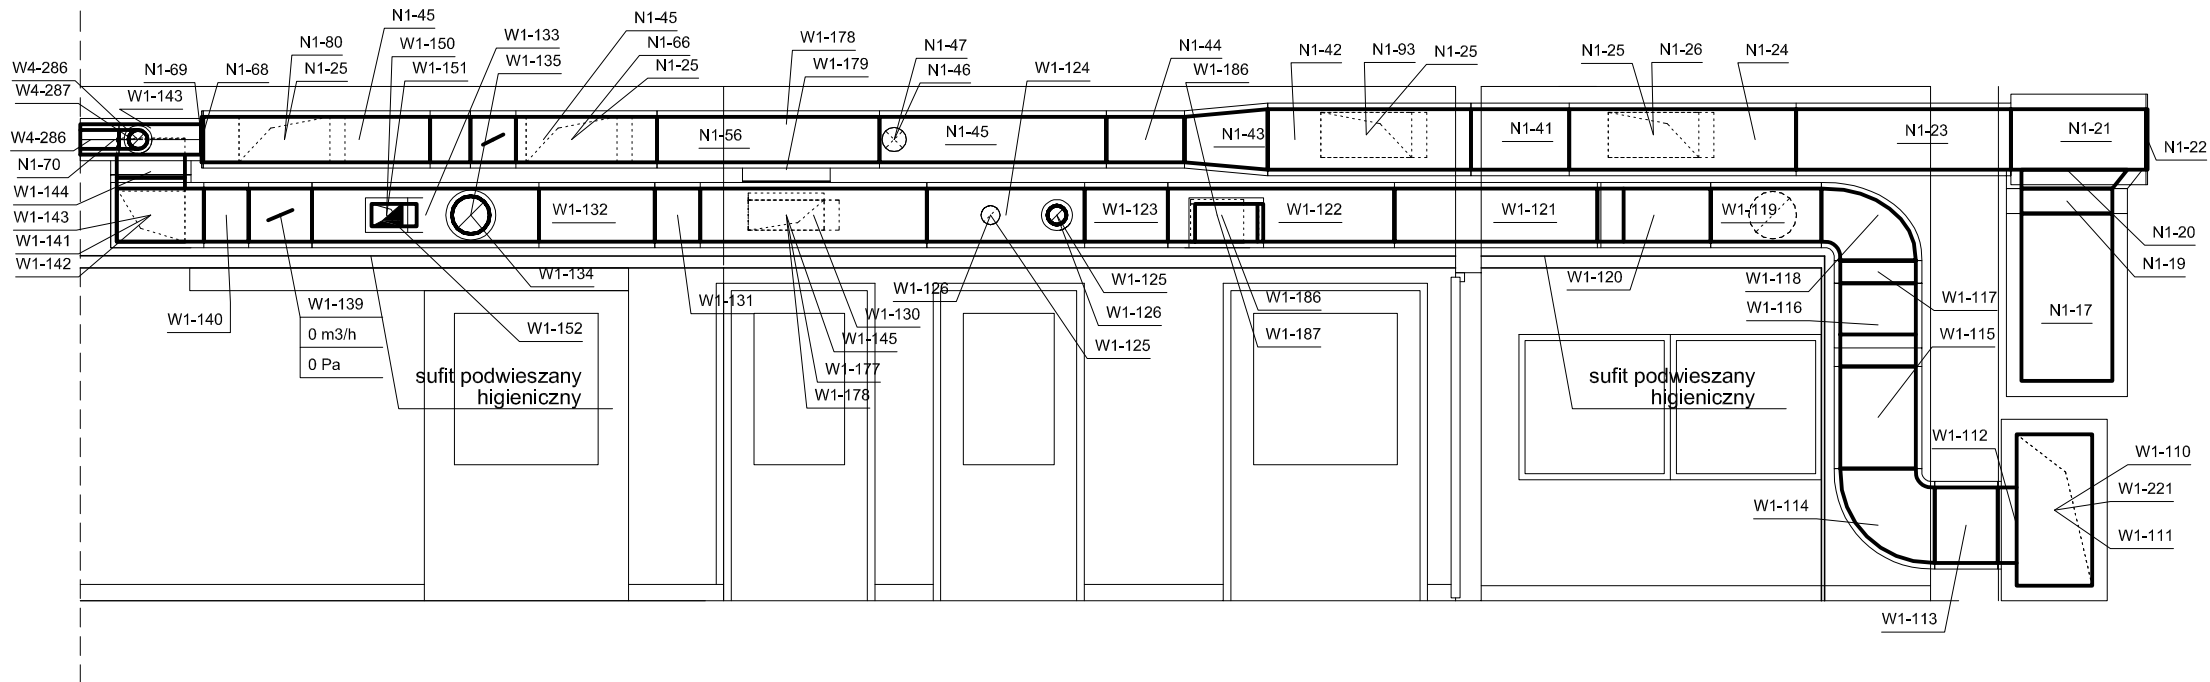 N1-45
N1-80
N1-25
W1-150
W1-151
W1-133
W1-135
N1-45
N1-66
N1-25
W1-178
W1-179
N1-47
N1-46
W1-124
N1-44
W1-186
N1-42
N1-93
N1-25
N1-25
N1-26
N1-24
W4-286
N1-69
N1-68
W4-287
W1-143
W4-286
N1-70
N1-56
N1-45
N1-43
N1-41
N1-23
N1-21
N1-22
W1-144
W1-143
W1-141
W1-142
W1-132
W1-123
W1-122
W1-121
W1-119
N1-20
N1-19
W1-134
W1-126
W1-125
W1-120
W1-118
W1-117
W1-140
W1-139
0 m3/h
0 Pa
W1-152
W1-131
W1-130
W1-145
W1-177
W1-178
W1-126
W1-125
W1-186
W1-187
W1-116
W1-115
N1-17
sufit podwieszany
higieniczny
sufit podwieszany
higieniczny
W1-112
W1-110
W1-221
W1-111
W1-114
W1-113